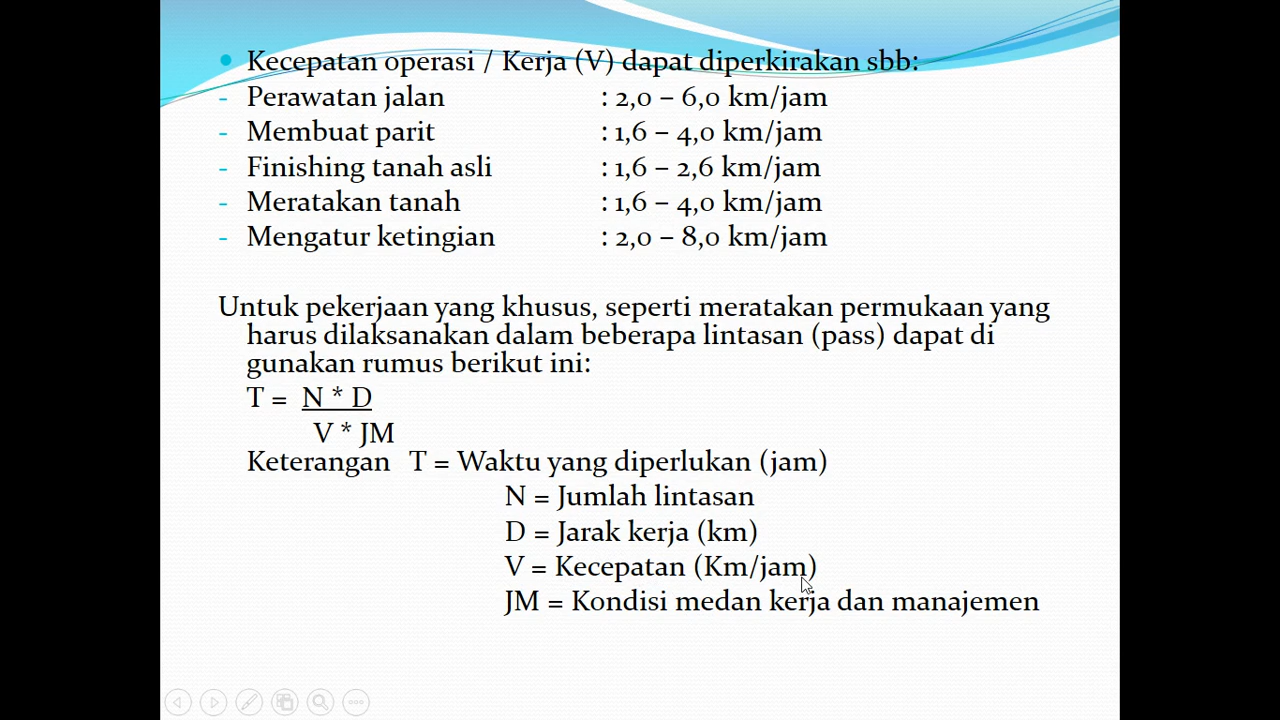 • Kecepatan operasi / Kerja (V) dapat diperkirakan sbb:
- Perawatan jalan : 2,0 – 6,0 km/jam
- Membuat parit : 1,6 – 4,0 km/jam
- Finishing tanah asli : 1,6 – 2,6 km/jam
- Meratakan tanah : 1,6 – 4,0 km/jam
- Mengatur ketingian : 2,0 – 8,0 km/jam
Untuk pekerjaan yang khusus, seperti meratakan permukaan yang
harus dilaksanakan dalam beberapa lintasan (pass) dapat di
gunakan rumus berikut ini:
T = N * D
V * JM
Keterangan T = Waktu yang diperlukan (jam)
N = Jumlah lintasan
D = Jarak kerja (km)
V = Kecepatan (Km/jam)
JM = Kondisi medan kerja dan manajemen